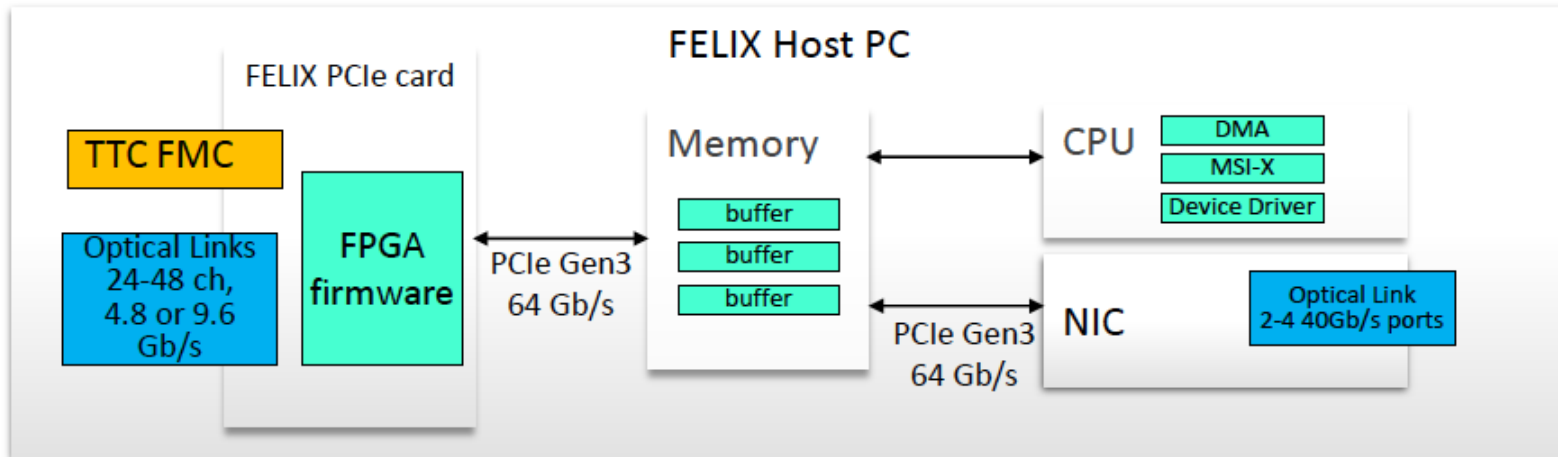 FELIX Host PC
FELIX PCIe card
TTC FMC
Optical Links
24-48 ch,
4.8 or 9.6
Gb/s
FPGA
firmware
PCIe Gen3
64 Gb/s
Memory
buffer
buffer
buffer
CPU
DMA
MSI-X
Device Driver
PCIe Gen3
64 Gb/s
NIC
Optical Link
2-4 40Gb/s ports